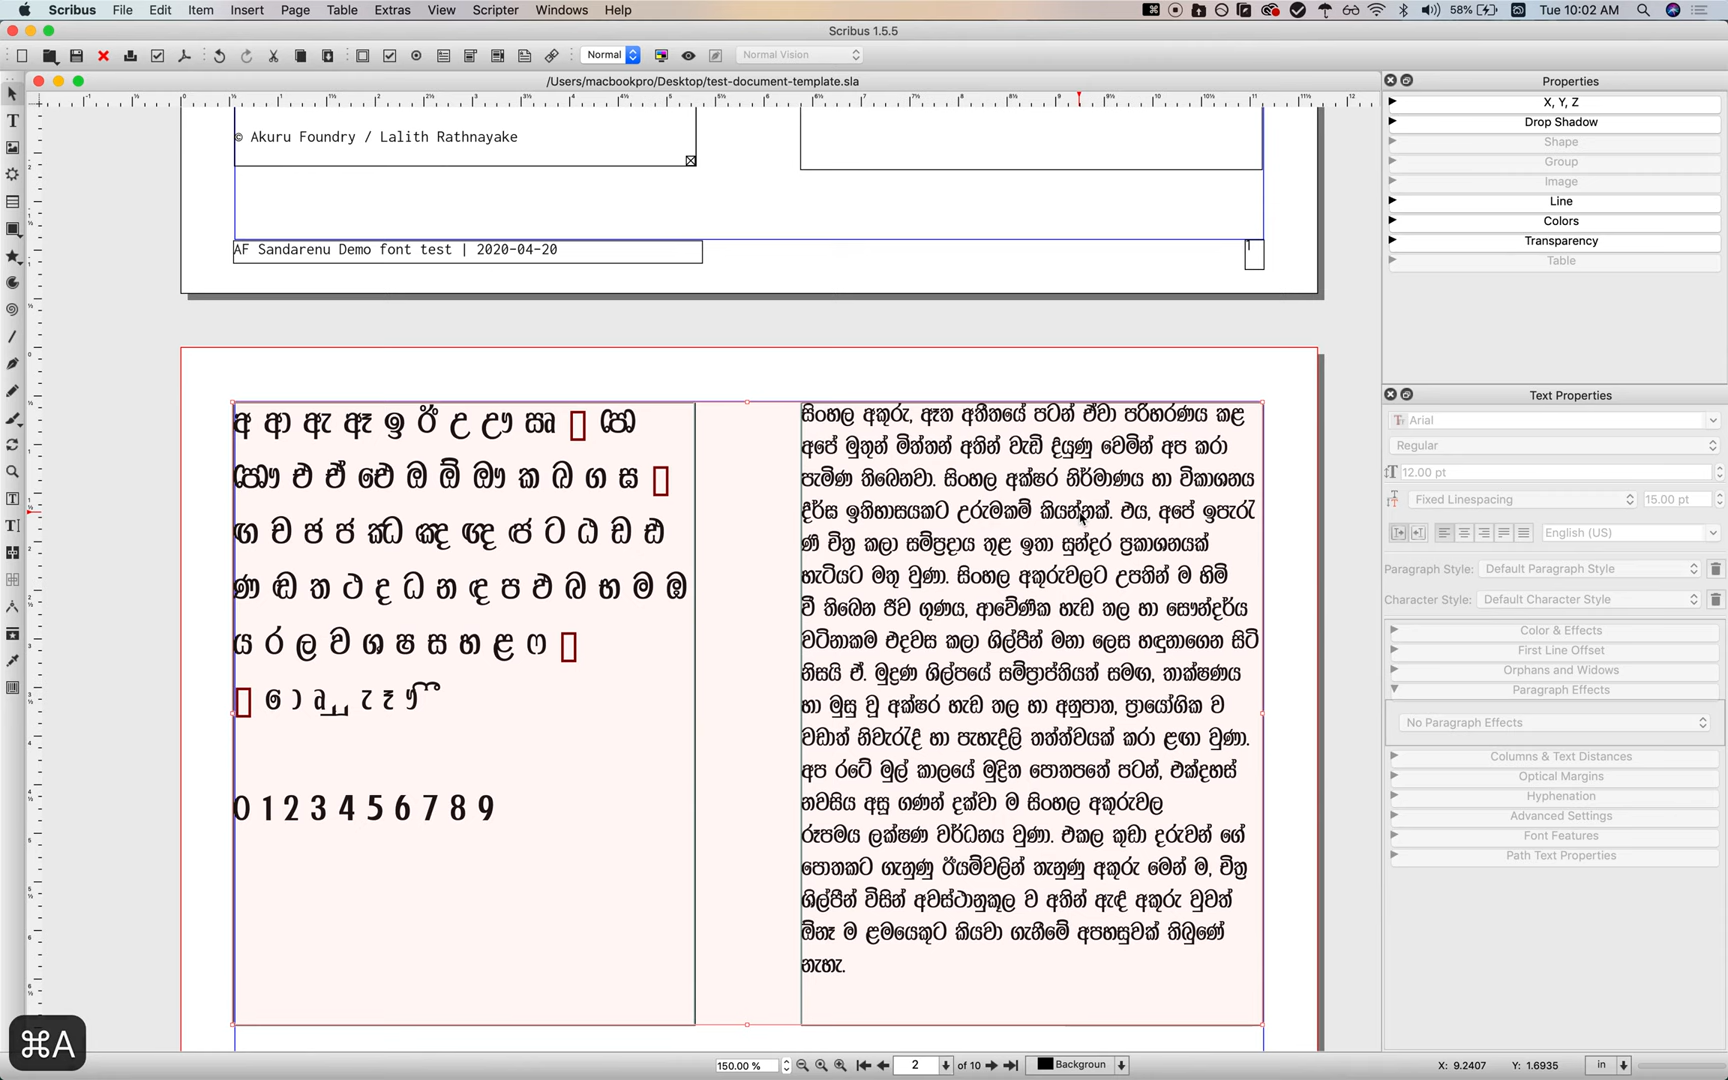 Scribus File Edit Item Insert Page Table Extras View Scripter Windows Help
58% Tue 10:02 AM
Scribus 1.5.5
Normal Normal Vision
/Users/macbookpro/Desktop/test-document-template.sla
© Akuru Foundry / Lalith Rathnayake
AF Sandarenu Demo font test | 2020-04-20
1
අ ආ ඇ ඈ ඉ ඊ උ ඌ ඍ ඏ
ඐ එ ඒ ඓ ඔ ඕ ඖ ක ඛ ග ඝ
ඟ ච ඡ ජ ඣ ඤ ඥ ඦ ට ඨ ඩ ඪ
ණ ඬ ත ථ ද ධ න ඳ ප ඵ බ භ ම ඹ
ය ර ල ව ශ ෂ ස හ ළ ෆ
0 1 2 3 4 5 6 7 8 9
සිංහල අකුරු, ඈත අතීතයේ පටන් ඒවා පරිහරණය කළ
අපේ මුතුන් මිත්තන් අතින් වැඩි දියුණු වෙමින් අප කරා
පැමිණ තිබෙනවා. සිංහල අක්ෂර නිර්මාණය හා විකාශනය
දීර්ඝ ඉතිහාසයකට උරුමකම් කියන්නක්. එය, අපේ ඉපැරැ
ණි චිත්‍ර කලා සම්ප්‍රදාය තුළ ඉතා සුන්දර ප්‍රකාශනයක්
හැටියට මතු වුණා. සිංහල අකුරුවලට උපතින් ම හිමි
වී තිබෙන ජීව ගුණය, ආවේණික හැඩ තල හා සෞන්දර්ය
වටිනාකම එදවස කලා ශිල්පීන් මනා ලෙස හඳුනාගෙන සිටි
නිසයි ඒ. මුද්‍රණ ශිල්පයේ සම්ප්‍රාප්තියත් සමඟ, තාක්ෂණය
හා මුසු වූ අක්ෂර හැඩ තල හා අනුපාත, ප්‍රායෝගික ව
වඩාත් නිවැරැදි හා පැහැදිලි තත්ත්වයක් කරා ළඟා වුණා.
අප රටේ මුල් කාලයේ මුද්‍රිත පොතපතේ පටන්, එක්දහස්
නවසිය අසූ ගණන් දක්වා ම සිංහල අකුරුවල
රූපමය ලක්ෂණ වර්ධනය වුණා. එකල කුඩා දරුවන් ගේ
පොතකට ගැනුණු ඊයම්වලින් තැනුණු අකුරු මෙන් ම, චිත්‍ර
ශිල්පීන් විසින් අවස්ථානුකූල ව අතින් ඇඳි අකුරු වුවත්
ඕනෑ ම ළමයෙකුට කියවා ගැනීමේ අපහසුවක් තිබුණේ
නැහැ.
Properties
X, Y, Z
Drop Shadow
Shape
Group
Image
Line
Colors
Transparency
Table
Text Properties
Arial
Regular
12.00 pt
Fixed Linespacing 15.00 pt
English (US)
Paragraph Style: Default Paragraph Style
Character Style: Default Character Style
Color & Effects
First Line Offset
Orphans and Widows
Paragraph Effects
No Paragraph Effects
Columns & Text Distances
Optical Margins
Hyphenation
Advanced Settings
Font Features
Path Text Properties
⌘A
150.00 % 2 of 10 Backgroun X: 9.2407 Y: 1.6935 in